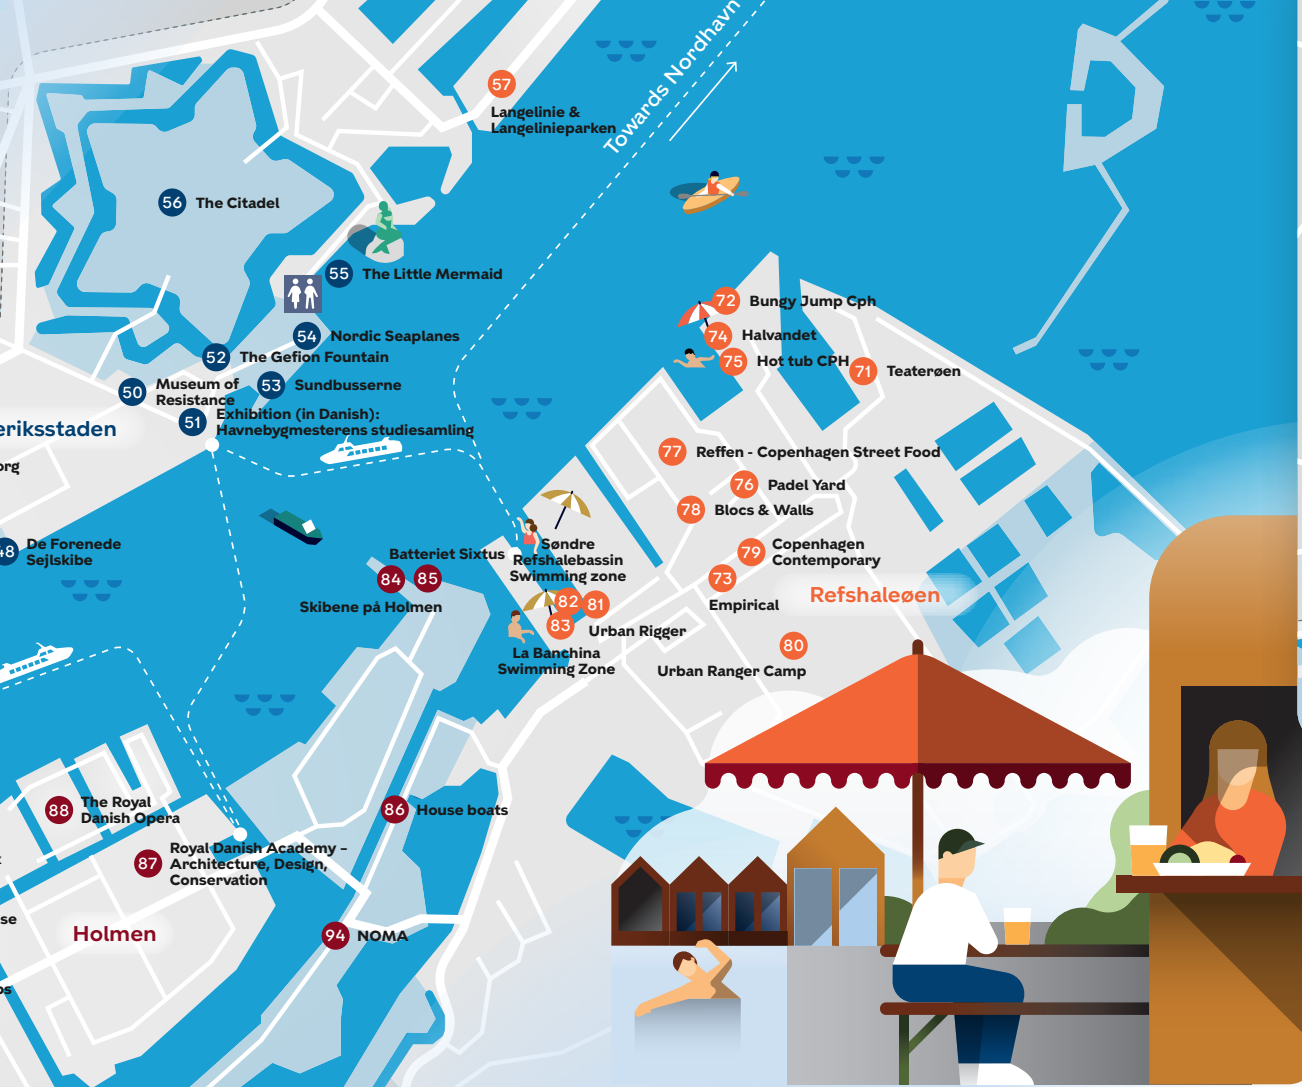 Towards Nordhavn
57
Langelinie &
Langelinieparken
56 The Citadel
55 The Little Mermaid
54 Nordic Seaplanes
52 The Gefion Fountain
50 Museum of
Resistance
53 Sundbusserne
51 Exhibition (in Danish):
Havnebygmesterens studiesamling
eriksstaden
org
48 De Forenede
Sejlskibe
72 Bungy Jump Cph
74 Halvandet
75 Hot tub CPH
71 Teaterøen
77 Reffen - Copenhagen Street Food
76 Padel Yard
78 Blocs & Walls
79 Copenhagen
Contemporary
73
Empirical
Refshaleøen
80
Urban Ranger Camp
Søndre
Refshalebassin
Swimming zone
82 81
83
Urban Rigger
La Banchina
Swimming Zone
Batteriet Sixtus
84 85
Skibene på Holmen
86 House boats
88 The Royal
Danish Opera
87 Royal Danish Academy –
Architecture, Design,
Conservation
se
Holmen
94 NOMA
os